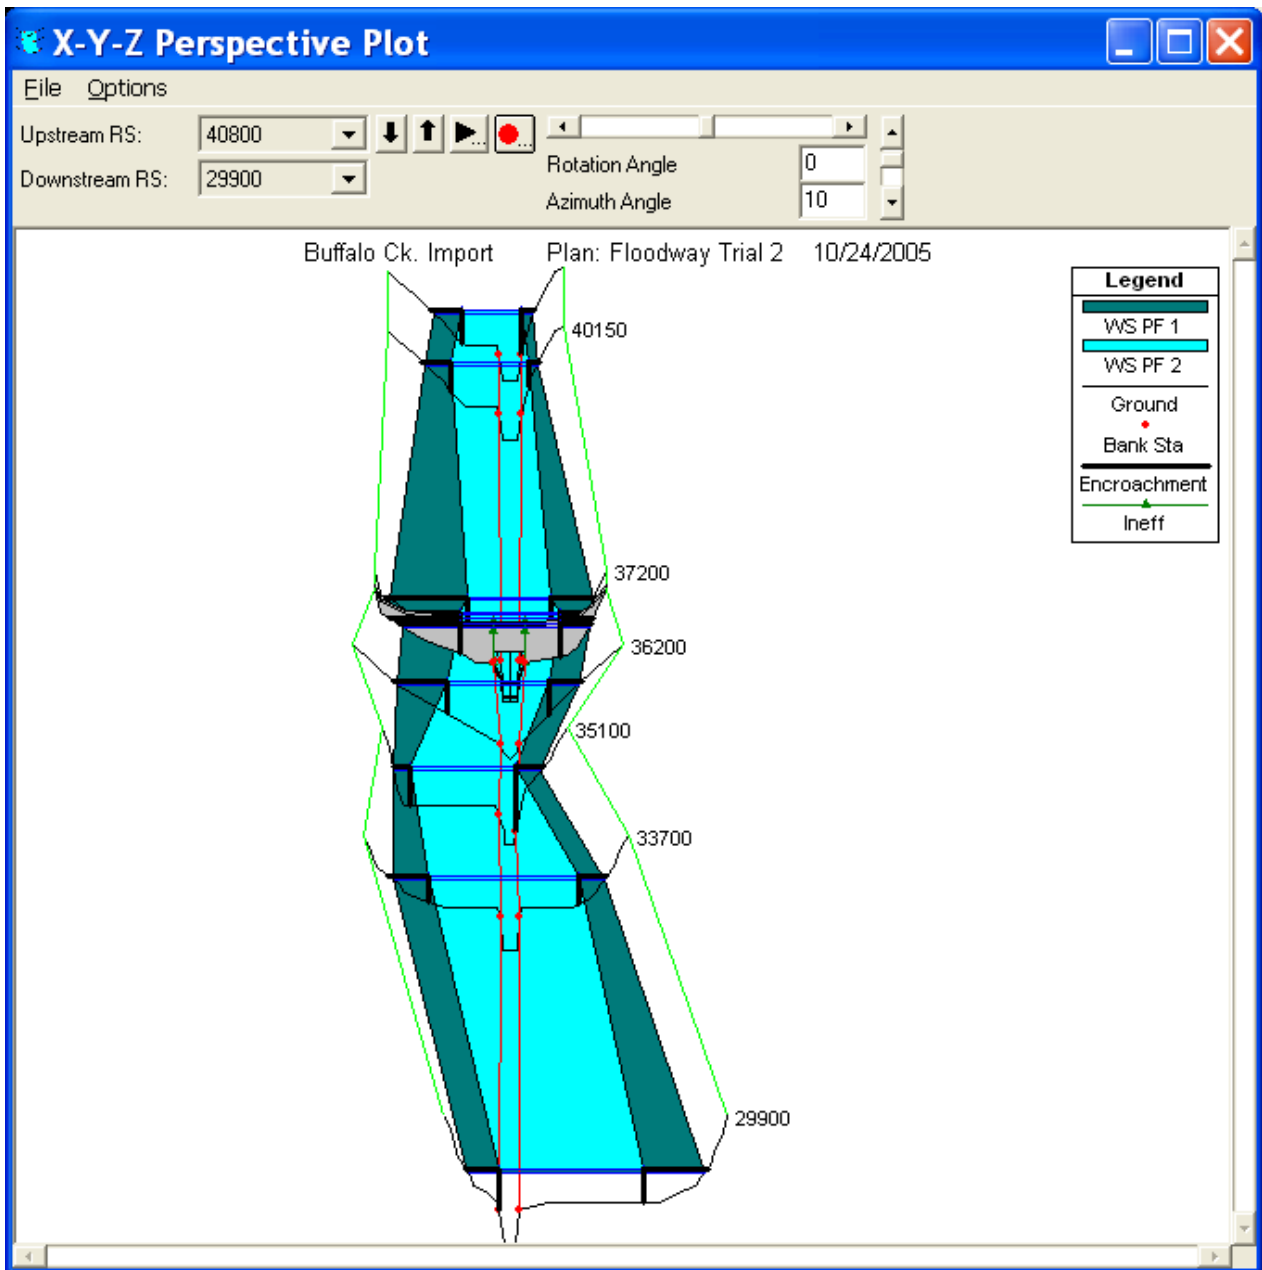 X-Y-Z Perspective Plot
File Options
Upstream RS: 40800
Downstream RS: 29900
Rotation Angle 0
Azimuth Angle 10
Buffalo Ck. Import Plan: Floodway Trial 2 10/24/2005
Legend
WS PF 1
WS PF 2
Ground
Bank Sta
Encroachment
Ineff
40150
37200
36200
35100
33700
29900